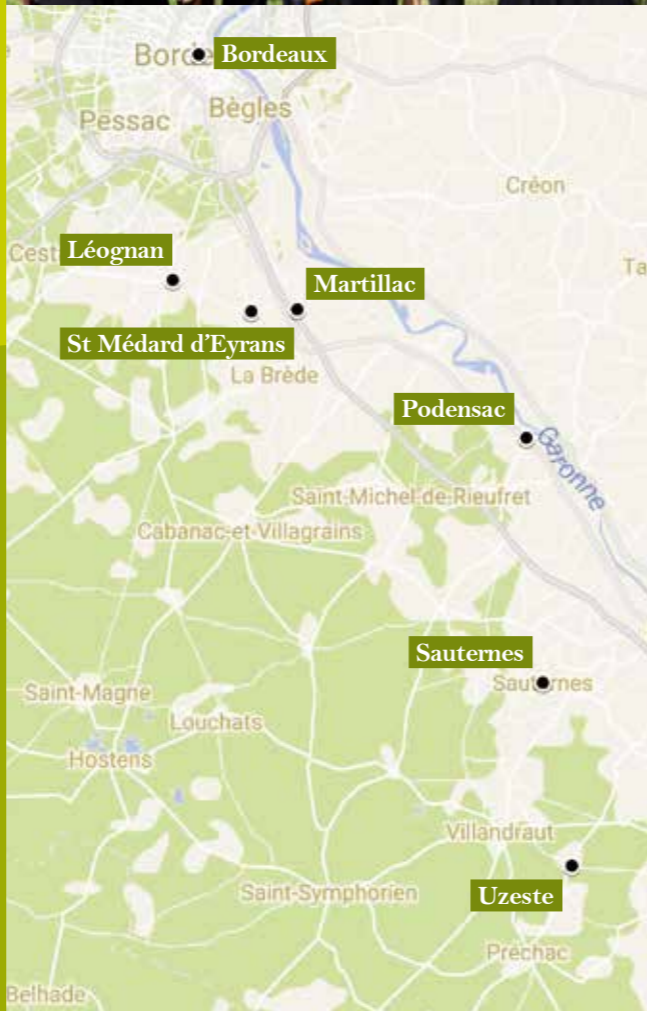 Borde
Bordeaux
Bègles
Pessac
Créon
Cest
Léognan
Ta
Martillac
St Médard d'Eyrans
La Brède
Podensac
Garonne
Saint-Michel-de-Rieufret
Cabanac-et-Villagrains
Sauternes
Saint-Magne
Sauternes
Louchats
Hostens
Villandraut
Saint-Symphorien
Uzeste
Préchac
Belhade